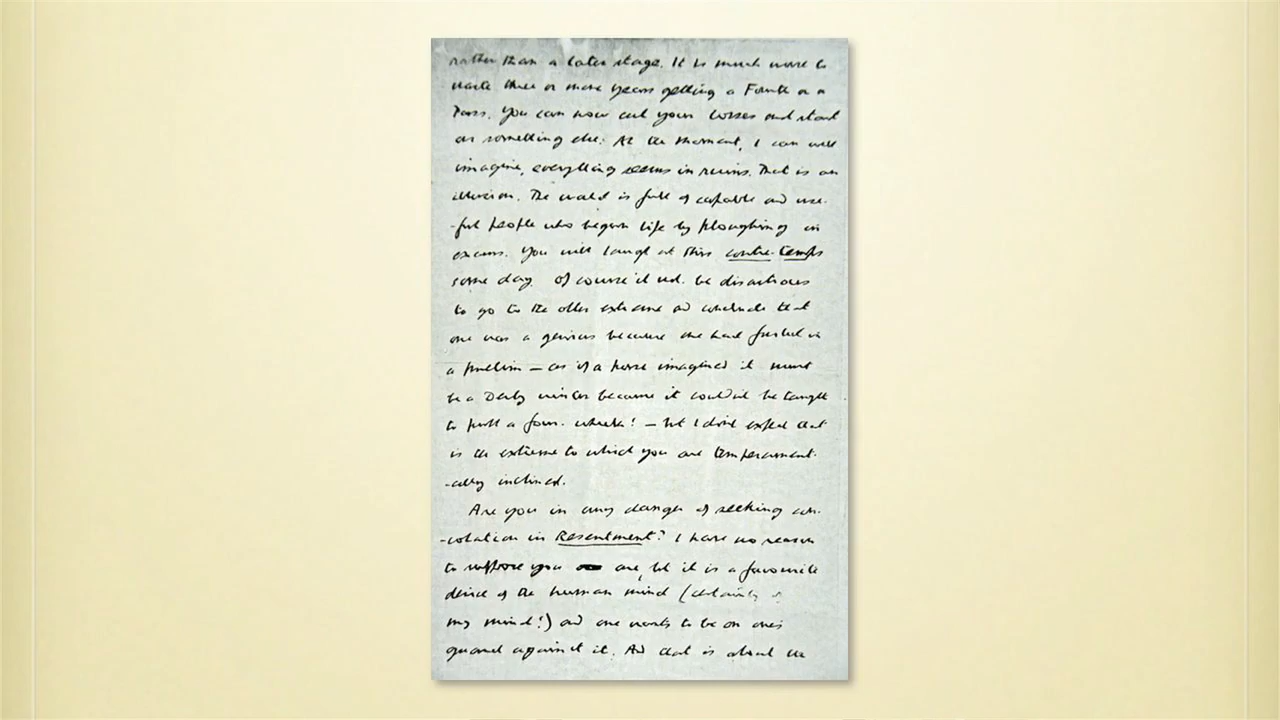 rather than a later stage. It is much worse to
waste three or more years getting a Fourth or a
Pass. You can now cut your losses and start
on something else. At the moment, I can well
imagine, everything seems in ruins. That is an
illusion. The world is full of capable and use-
-ful people who began life by ploughing in
exams. You will laugh at this contre-temps
some day. Of course it wd. be disastrous
to go to the other extreme and conclude that
one was a genius because one had failed in
a prelim — as if a horse imagined it must
be a Derby winner because it couldn't be taught
to pull a four-wheeler! — but I don't expect that
is the extreme to which you are temperament-
-ally inclined.
Are you in any danger of seeking con-
-solation in Resentment? I have no reason
to suppose you are, but it is a favourite
desire of the human mind (certainly of
my mind!) and one wants to be on one's
guard against it. And that is about the